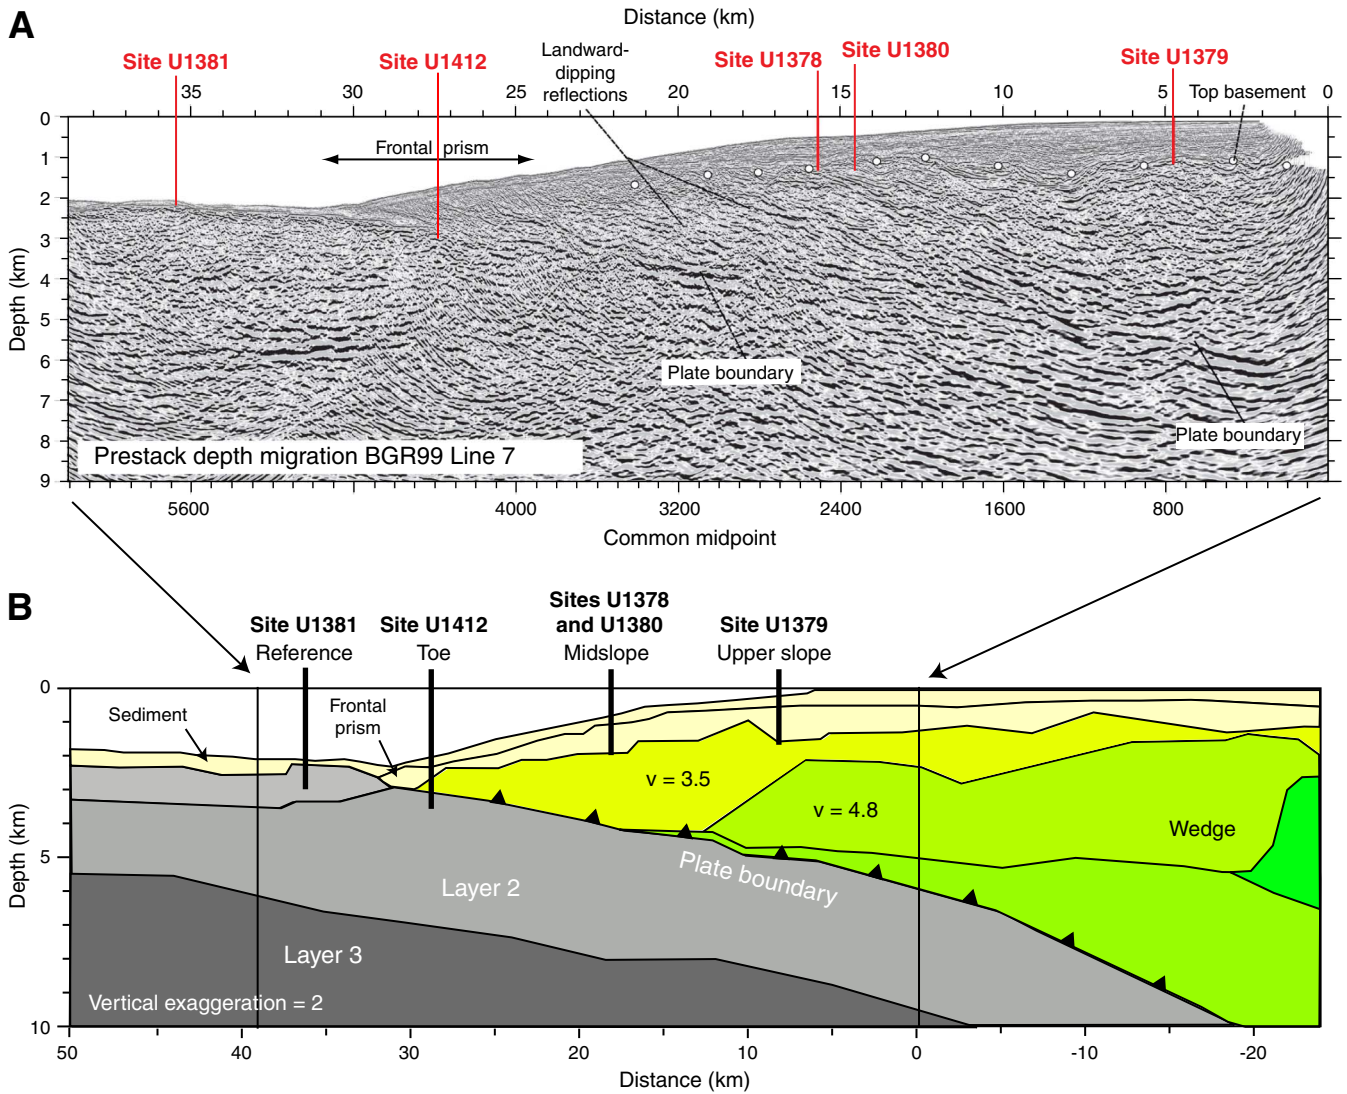 A
Distance (km)
Site U1381
Site U1412
Landward-
dipping
reflections
Site U1378
Site U1380
Site U1379
Top basement
35
30
25
20
15
10
5
0
Frontal prism
0
1
2
3
4
5
6
7
8
9
Depth (km)
Plate boundary
Plate boundary
Prestack depth migration BGR99 Line 7
5600
4000
3200
2400
1600
800
Common midpoint
B
Site U1381
Reference
Site U1412
Toe
Sites U1378
and U1380
Midslope
Site U1379
Upper slope
Sediment
Frontal
prism
0
5
10
Depth (km)
v = 3.5
v = 4.8
Wedge
Plate boundary
Layer 2
Layer 3
Vertical exaggeration = 2
50
40
30
20
10
0
-10
-20
Distance (km)